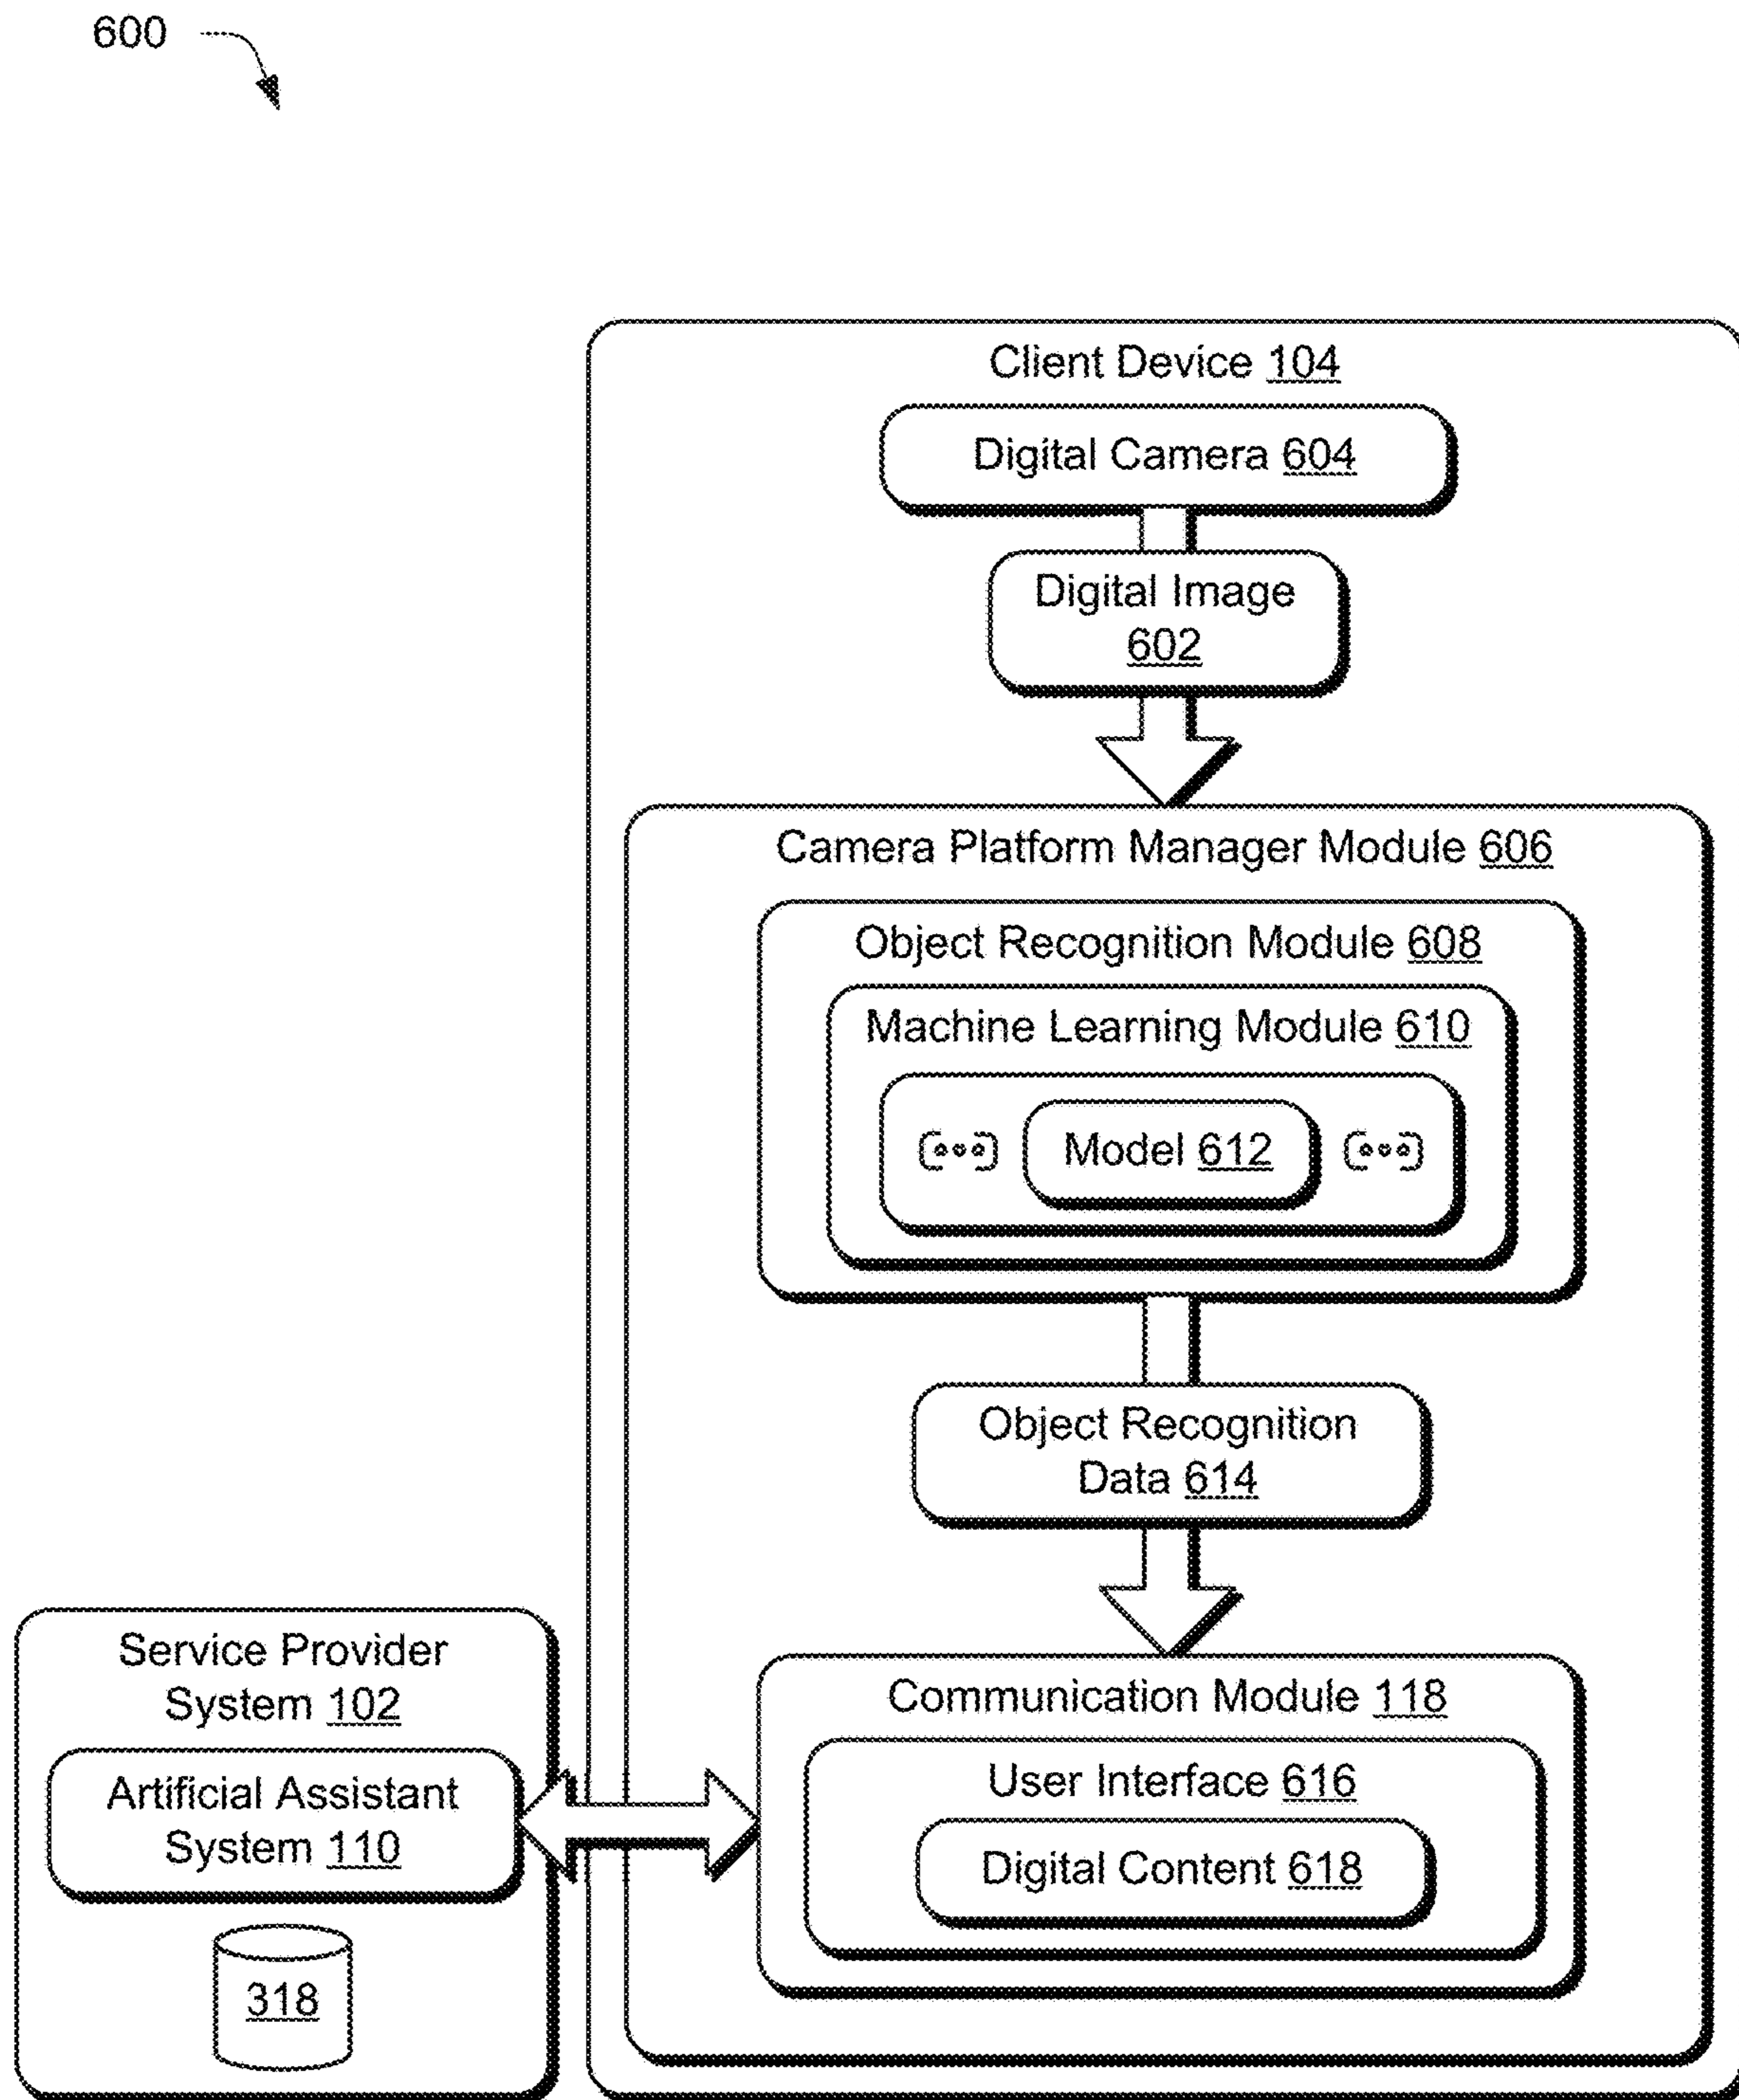 600
Client Device 104
Digital Camera 604
Digital Image
602
Camera Platform Manager Module 606
Object Recognition Module 608
Machine Learning Module 610
Model 612
Object Recognition
Data 614
Service Provider
System 102
Artificial Assistant
System 110
318
Communication Module 118
User Interface 616
Digital Content 618